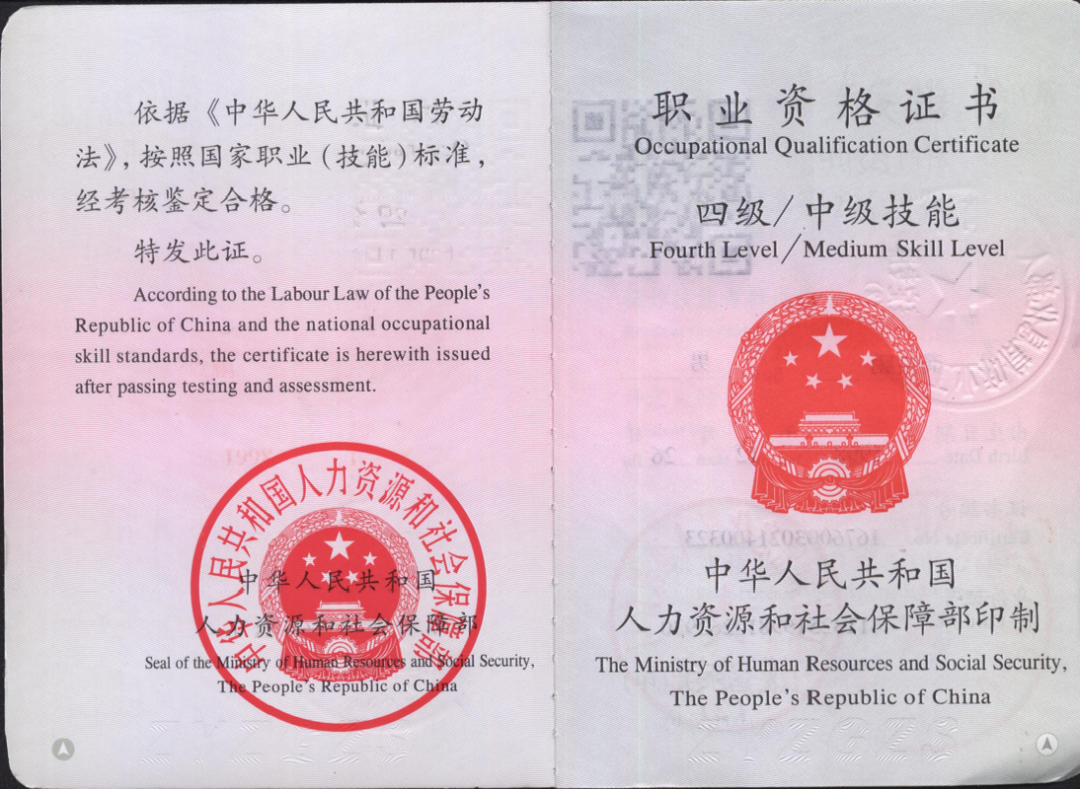 依据《中华人民共和国劳动
法》，按照国家职业（技能）标准，
经考核鉴定合格。
特发此证。
According to the Labour Law of the People's
Republic of China and the national occupational
skill standards, the certificate is herewith issued
after passing testing and assessment.
中华人民共和国人力资源和社会保障部
中华人民共和国
人力资源和社会保障部
Seal of the Ministry of Human Resources and Social Security,
The People's Republic of China
职业资格证书
Occupational Qualification Certificate
四级/中级技能
Fourth Level/Medium Skill Level
中华人民共和国
人力资源和社会保障部印制
The Ministry of Human Resources and Social Security,
The People's Republic of China